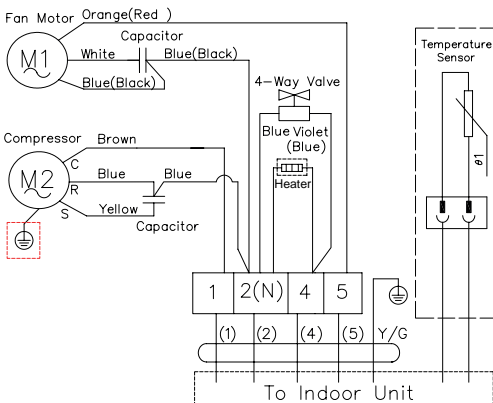 Orange(Red )
Fan Motor
Capacitor
M1
White
Blue(Black)
Blue(Black)
4-Way Valve
Blue Violet
(Blue)
Heater
Temperature
Sensor
θ1
Compressor
Brown
C
M2
Blue
Blue
R
S
Yellow
Capacitor
1
2(N)
4
5
(1)
(2)
(4)
(5)
Y/G
To Indoor Unit